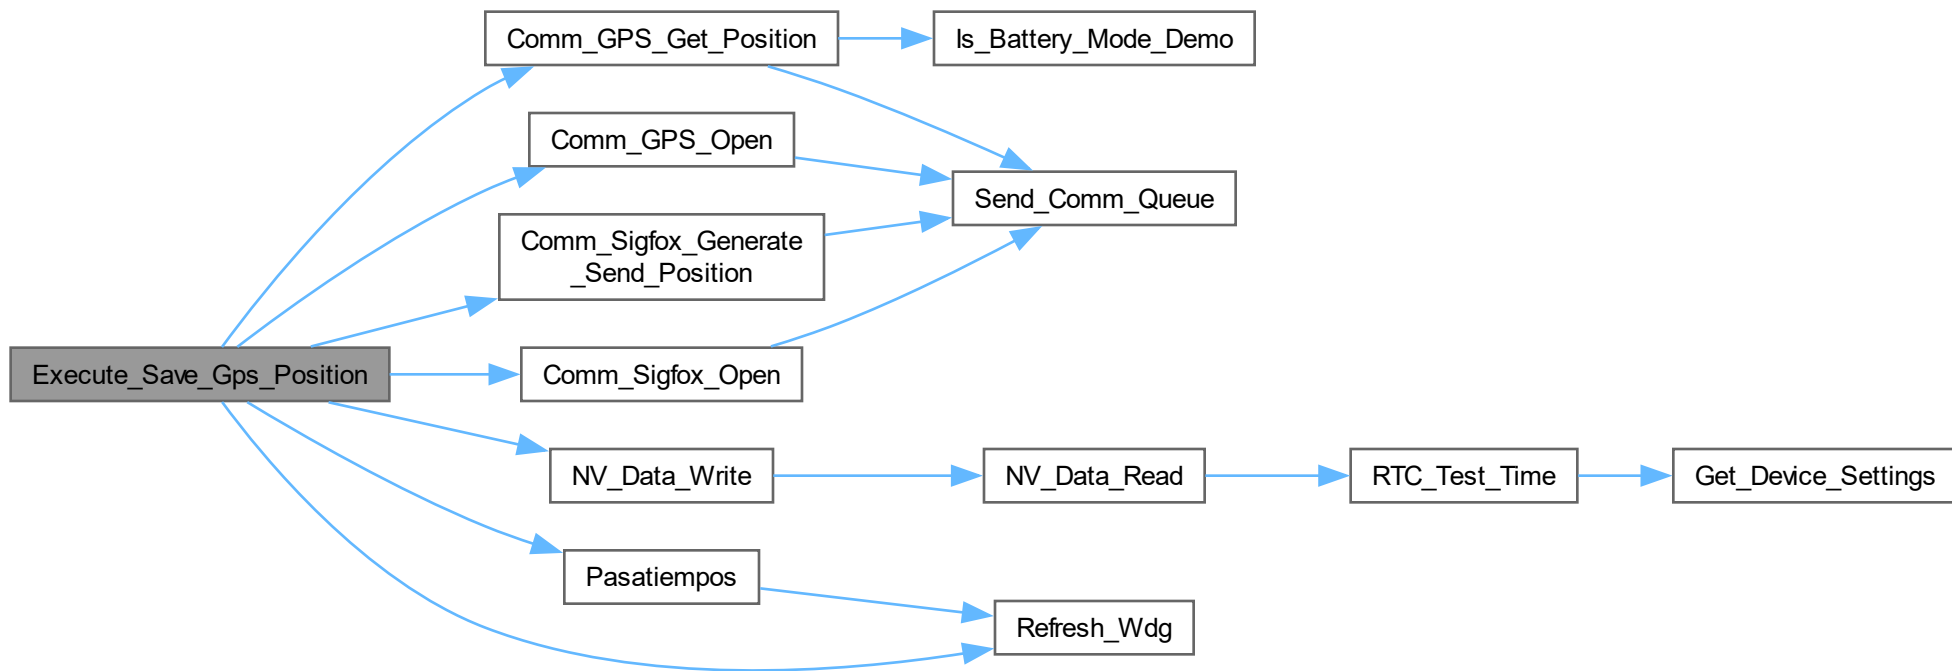 Comm_GPS_Get_Position
Is_Battery_Mode_Demo
Comm_GPS_Open
Send_Comm_Queue
Comm_Sigfox_Generate
_Send_Position
Execute_Save_Gps_Position
Comm_Sigfox_Open
NV_Data_Write
NV_Data_Read
RTC_Test_Time
Get_Device_Settings
Pasatiempos
Refresh_Wdg